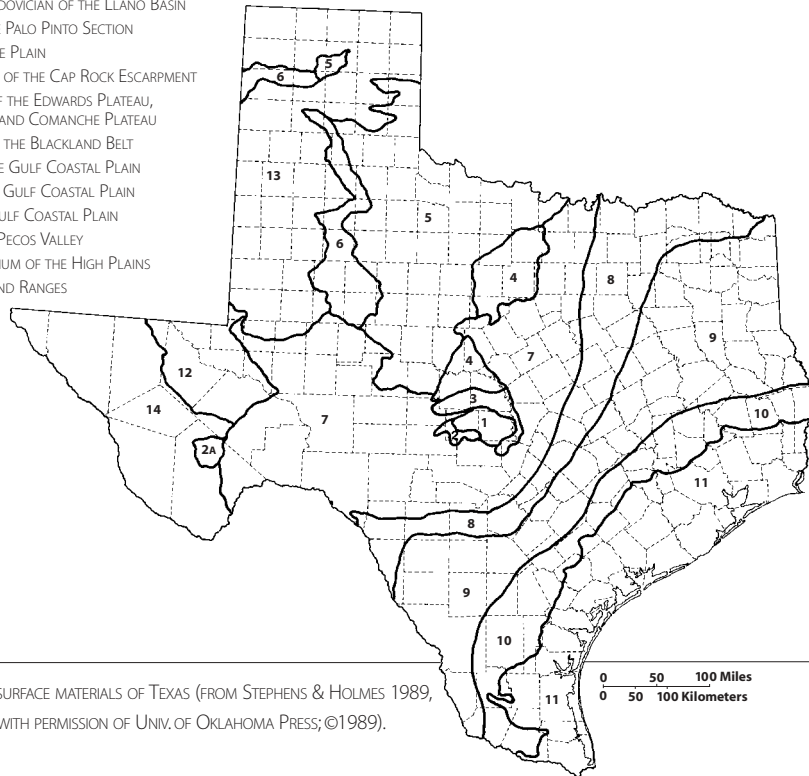 OF THE LLANO BASIN
PALO PINTO SECTION
PLAIN
OF THE CAP ROCK ESCARPMENT
THE EDWARDS PLATEAU,
AND COMANCHE PLATEAU
THE BLACKLAND BELT
GULF COASTAL PLAIN
GULF COASTAL PLAIN
GULF COASTAL PLAIN
PECOS VALLEY
OF THE HIGH PLAINS
RANGES
5
6
13
5
6
4
8
9
4
7
12
3
10
14
7
1
2A
11
8
9
10
11
0 50 100 Miles
0 50 100 Kilometers
SURFACE MATERIALS OF TEXAS (FROM STEPHENS & HOLMES 1989,
WITH PERMISSION OF UNIV. OF OKLAHOMA PRESS; ©1989).